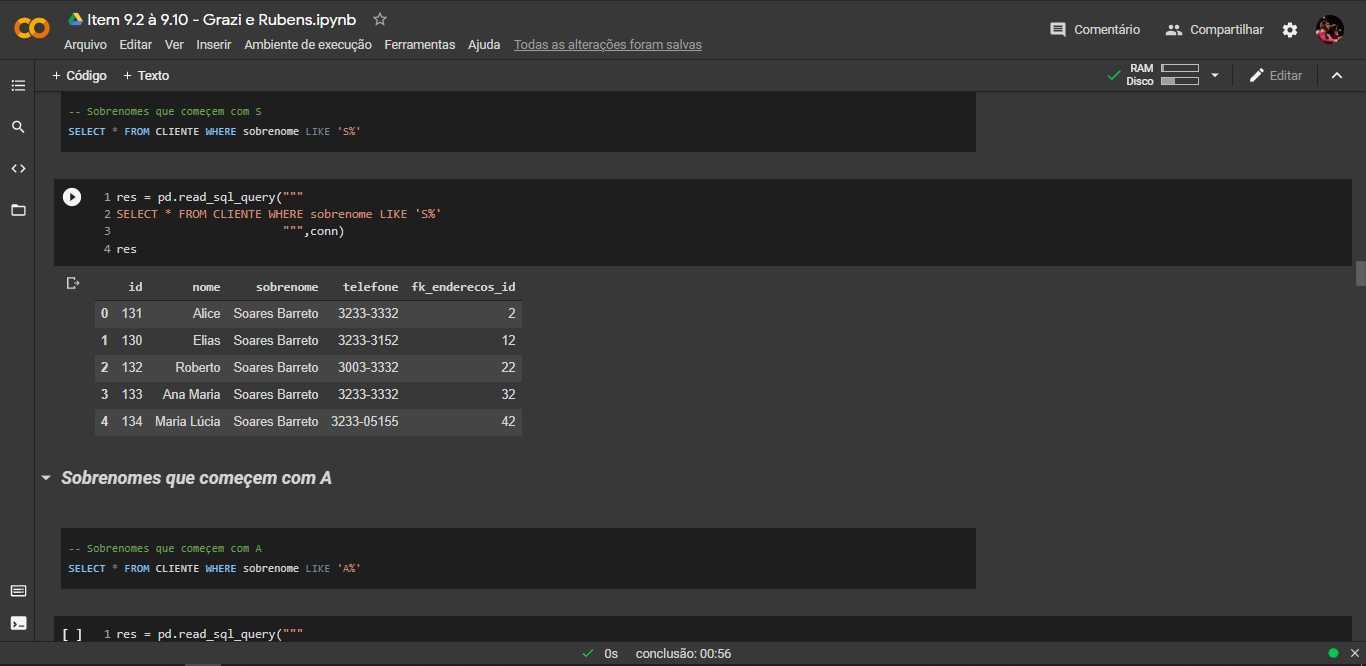 Item 9.2 à 9.10 - Grazi e Rubens.ipynb
Arquivo Editar Ver Inserir Ambiente de execução Ferramentas Ajuda Todas as alterações foram salvas
Comentário Compartilhar
+ Código + Texto
RAM
Disco
Editar
-- Sobrenomes que começem com S
SELECT * FROM CLIENTE WHERE sobrenome LIKE 'S%'
1 res = pd.read_sql_query("""
2 SELECT * FROM CLIENTE WHERE sobrenome LIKE 'S%'
3 """,conn)
4 res
id nome sobrenome telefone fk_enderecos_id
0 131 Alice Soares Barreto 3233-3332 2
1 130 Elias Soares Barreto 3233-3152 12
2 132 Roberto Soares Barreto 3003-3332 22
3 133 Ana Maria Soares Barreto 3233-3332 32
4 134 Maria Lúcia Soares Barreto 3233-05155 42
Sobrenomes que começem com A
-- Sobrenomes que começem com A
SELECT * FROM CLIENTE WHERE sobrenome LIKE 'A%'
[ ] 1 res = pd.read_sql_query("""
0s conclusão: 00:56